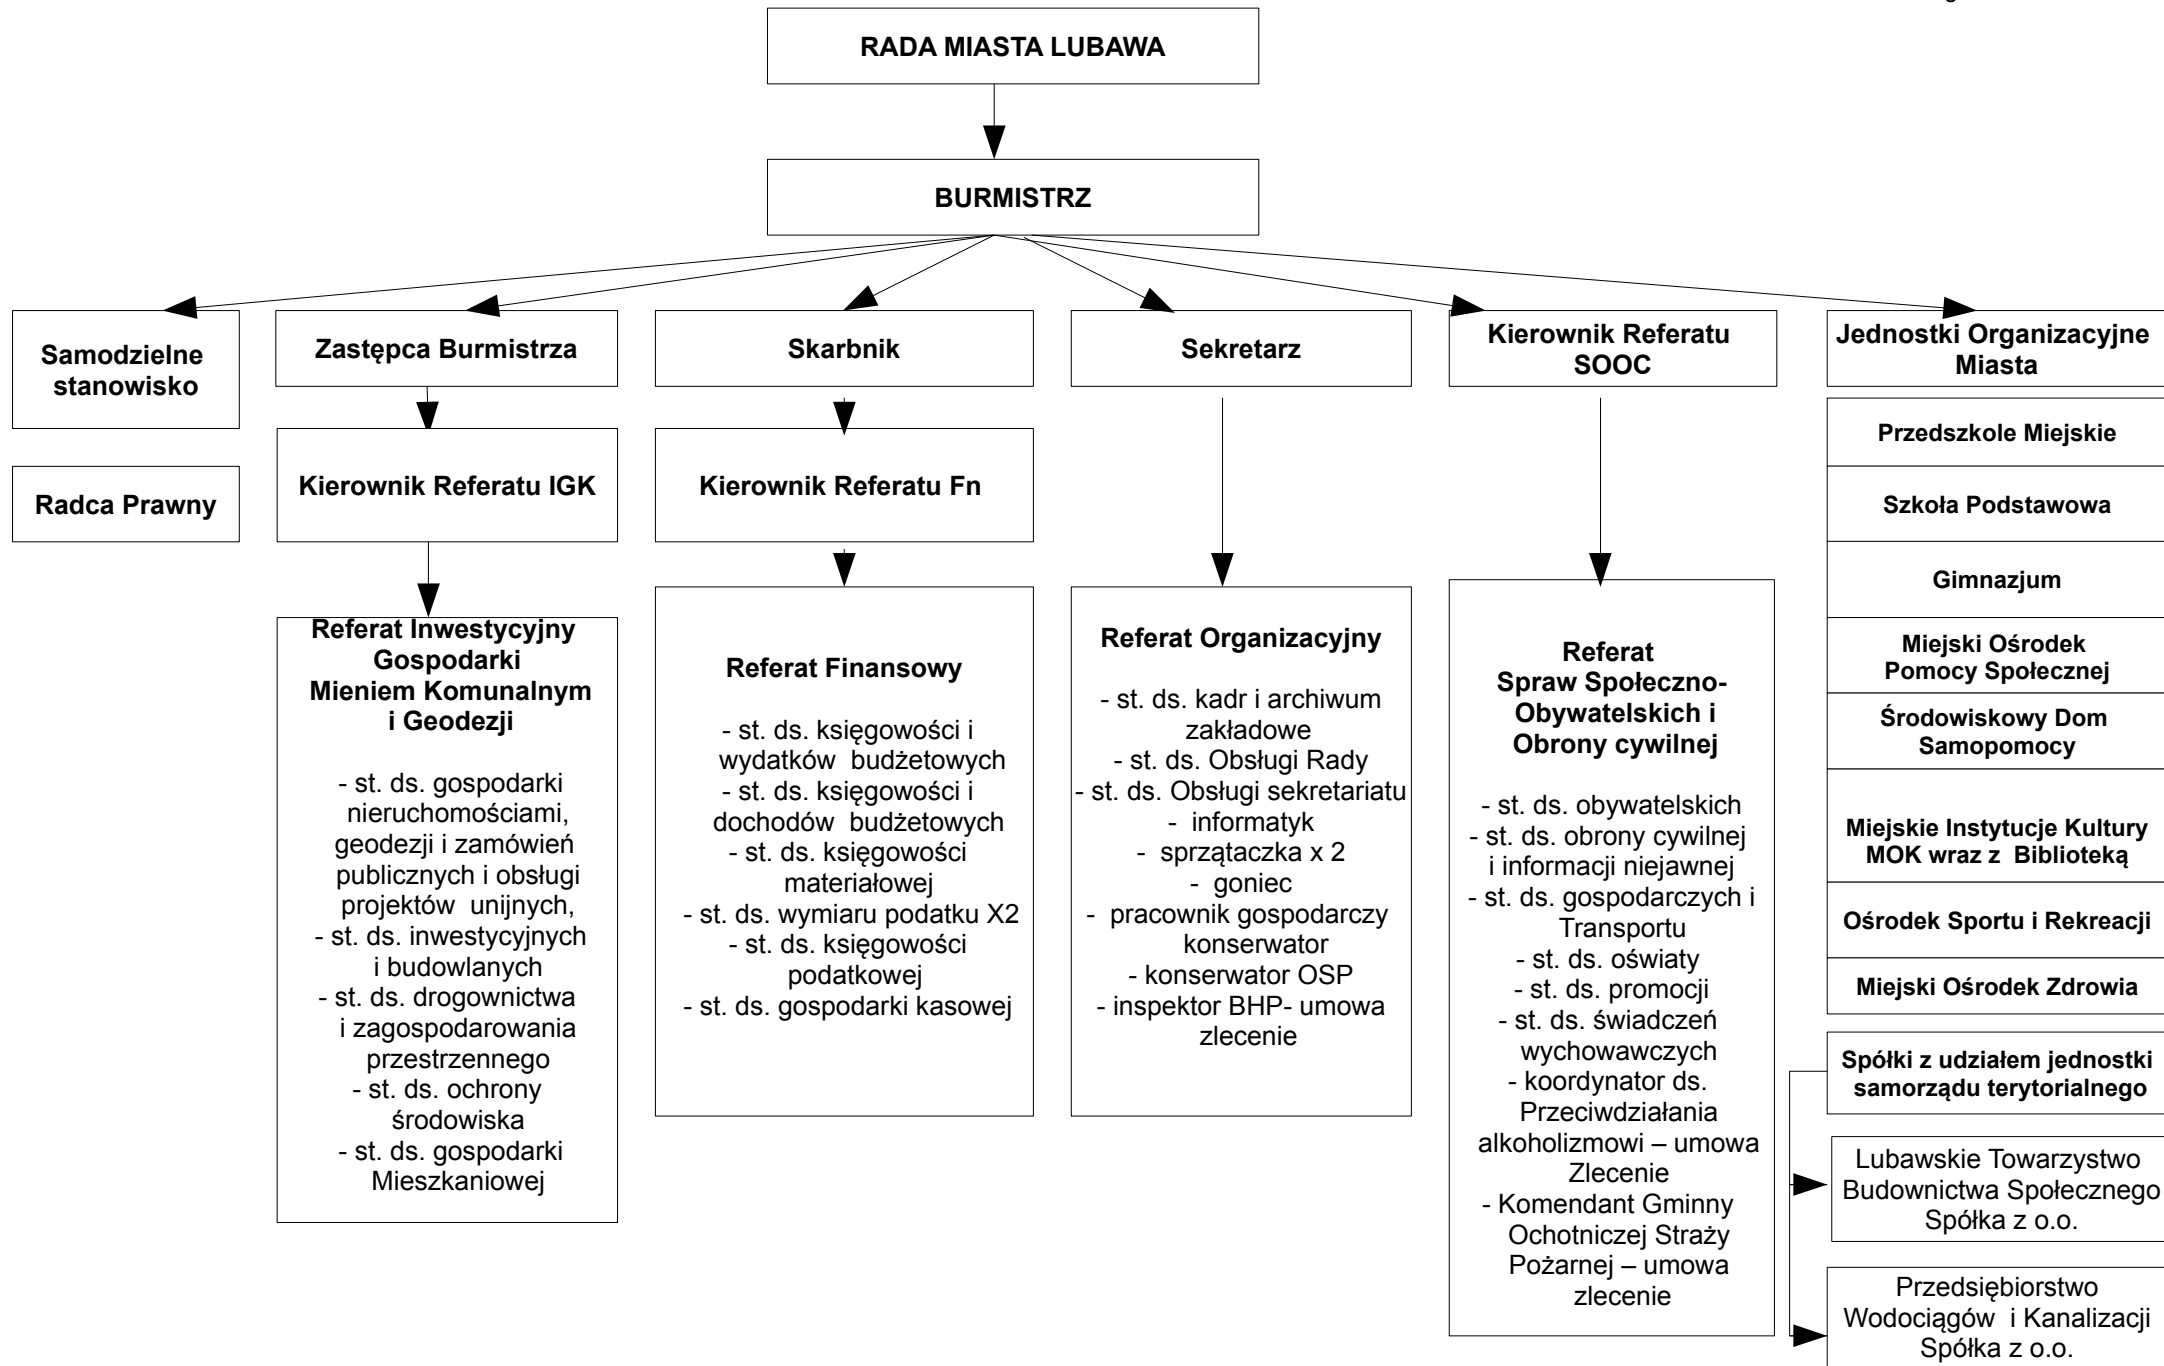 RADA MIASTA LUBAWA
BURMISTRZ
Samodzielne
stanowisko
Radca Prawny
Zastępca Burmistrza
Kierownik Referatu IGK
Referat Inwestycyjny
Gospodarki
Mieniem Komunalnym
i Geodezji
- st. ds. gospodarki
nieruchomościami,
geodezji i zamówień
publicznych i obsługi
projektów unijnych,
- st. ds. inwestycyjnych
i budowlanych
- st. ds. drogownictwa
i zagospodarowania
przestrzennego
- st. ds. ochrony
środowiska
- st. ds. gospodarki
Mieszkaniowej
Skarbnik
Kierownik Referatu Fn
Referat Finansowy
- st. ds. księgowości i
wydatków budżetowych
- st. ds. księgowości i
dochodów budżetowych
- st. ds. księgowości
materiałowej
- st. ds. wymiaru podatku X2
- st. ds. księgowości
podatkowej
- st. ds. gospodarki kasowej
Sekretarz
Referat Organizacyjny
- st. ds. kadr i archiwum
zakładowe
- st. ds. Obsługi Rady
- st. ds. Obsługi sekretariatu
- informatyk
- sprzątaczka x 2
- goniec
- pracownik gospodarczy
konserwator
- konserwator OSP
- inspektor BHP- umowa
zlecenie
Kierownik Referatu
SOOC
Referat
Spraw Społeczno-
Obywatelskich i
Obrony cywilnej
- st. ds. obywatelskich
- st. ds. obrony cywilnej
i informacji niejawnej
- st. ds. gospodarczych i
Transportu
- st. ds. oświaty
- st. ds. promocji
- st. ds. świadczeń
wychowawczych
- koordynator ds.
Przeciwdziałania
alkoholizmowi – umowa
Zlecenie
- Komendant Gminny
Ochotniczej Straży
Pożarnej – umowa
zlecenie
Jednostki Organizacyjne
Miasta
Przedszkole Miejskie
Szkoła Podstawowa
Gimnazjum
Miejski Ośrodek
Pomocy Społecznej
Środowiskowy Dom
Samopomocy
Miejskie Instytucje Kultury
MOK wraz z Biblioteką
Ośrodek Sportu i Rekreacji
Miejski Ośrodek Zdrowia
Spółki z udziałem jednostki
samorządu terytorialnego
Lubawskie Towarzystwo
Budownictwa Społecznego
Spółka z o.o.
Przedsiębiorstwo
Wodociągów i Kanalizacji
Spółka z o.o.